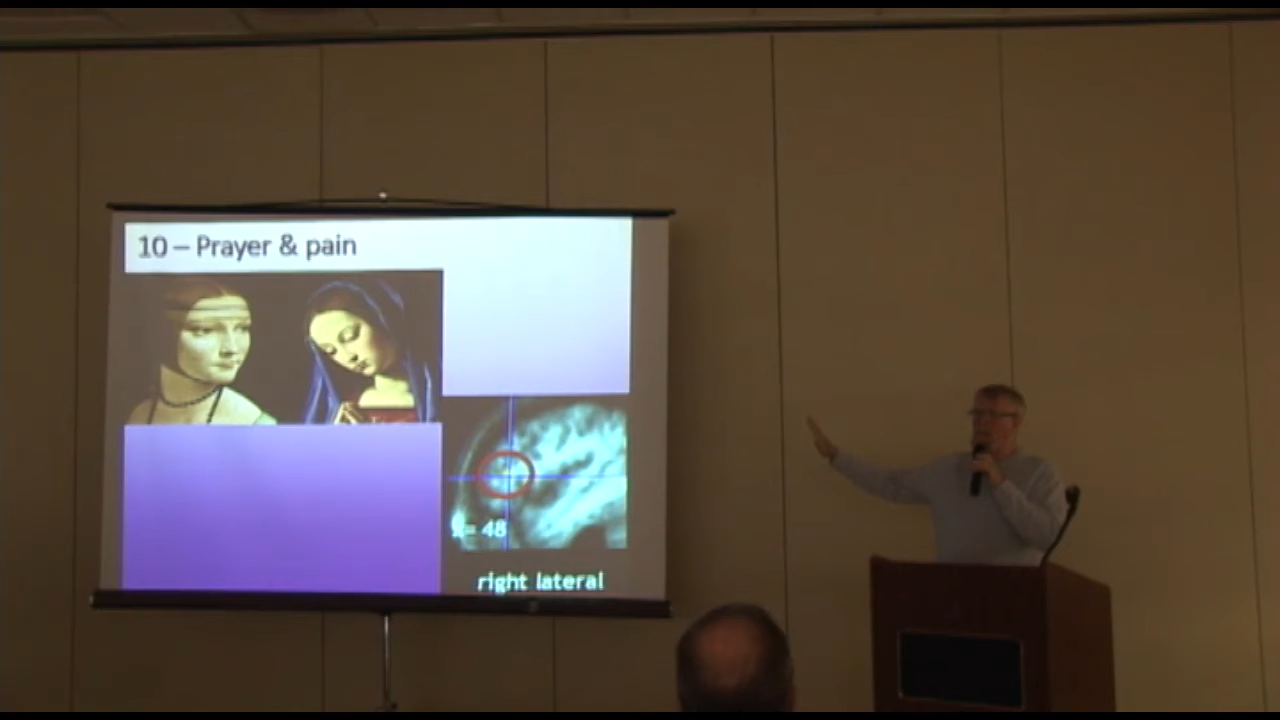 10 – Prayer & pain
= 48
right lateral